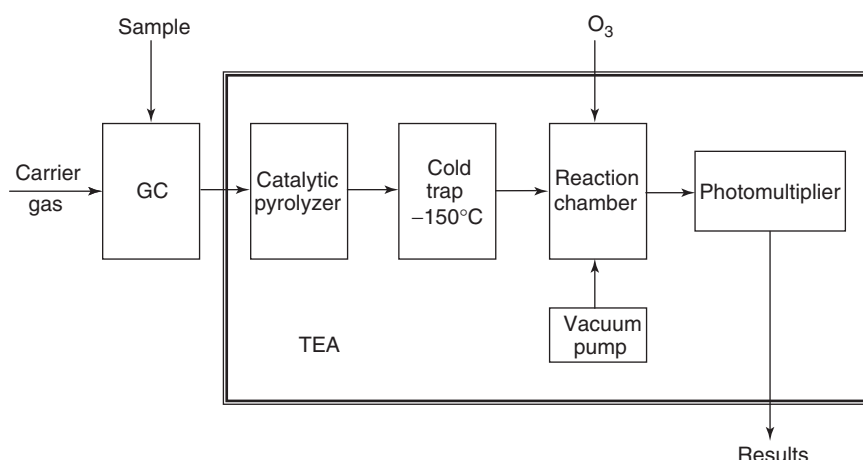 Sample
O₃
Carrier
gas
GC
Catalytic
pyrolyzer
Cold
trap
–150°C
Reaction
chamber
Photomultiplier
TEA
Vacuum
pump
Results